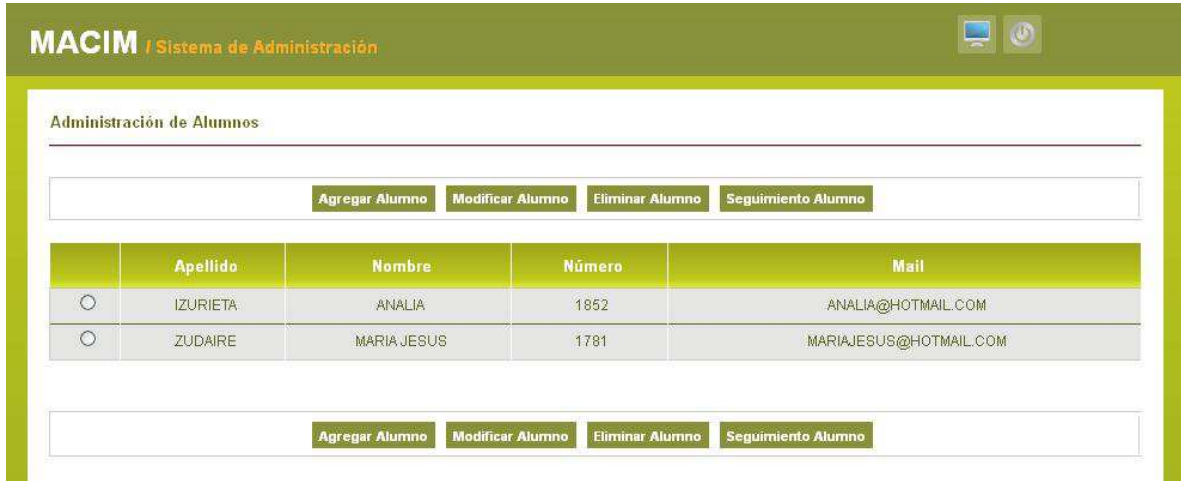 MACIM / Sistema de Administración
Administración de Alumnos
Agregar Alumno Modificar Alumno Eliminar Alumno Seguimiento Alumno
Apellido Nombre Número Mail
IZURIETA ANALIA 1852 ANALIA@HOTMAIL.COM
ZUDAIRE MARIA JESUS 1781 MARIAJESUS@HOTMAIL.COM
Agregar Alumno Modificar Alumno Eliminar Alumno Seguimiento Alumno